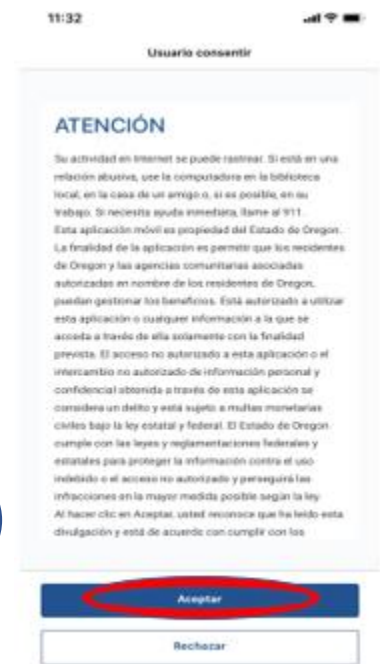 11:32
Usuario consentir
ATENCIÓN
Su actividad en Internet se puede rastrear. Si está en una
relación abusiva, use la computadora en la biblioteca
local, en la casa de un amigo o, si es posible, en su
trabajo. Si necesita ayuda inmediata, llame al 911.
Esta aplicación móvil es propiedad del Estado de Oregon.
La finalidad de la aplicación es permitir que los residentes
de Oregon y las agencias comunitarias asociadas
autorizadas en nombre de los residentes de Oregon,
puedan gestionar los beneficios. Está autorizado a utilizar
esta aplicación o cualquier información a la que se
acceda a través de ella solamente con la finalidad
prevista. El acceso no autorizado a esta aplicación o el
intercambio no autorizado de información personal y
confidencial obtenida a través de esta aplicación se
considera un delito y está sujeto a multas monetarias
civiles bajo la ley estatal y federal. El Estado de Oregon
cumple con las leyes y reglamentaciones federales y
estatales para proteger la información contra el uso
indebido o el acceso no autorizado y perseguirá las
infracciones en la mayor medida posible según la ley.
Al hacer clic en Aceptar, usted reconoce que ha leído esta
divulgación y está de acuerdo con cumplir con los
Aceptar
Rechazar